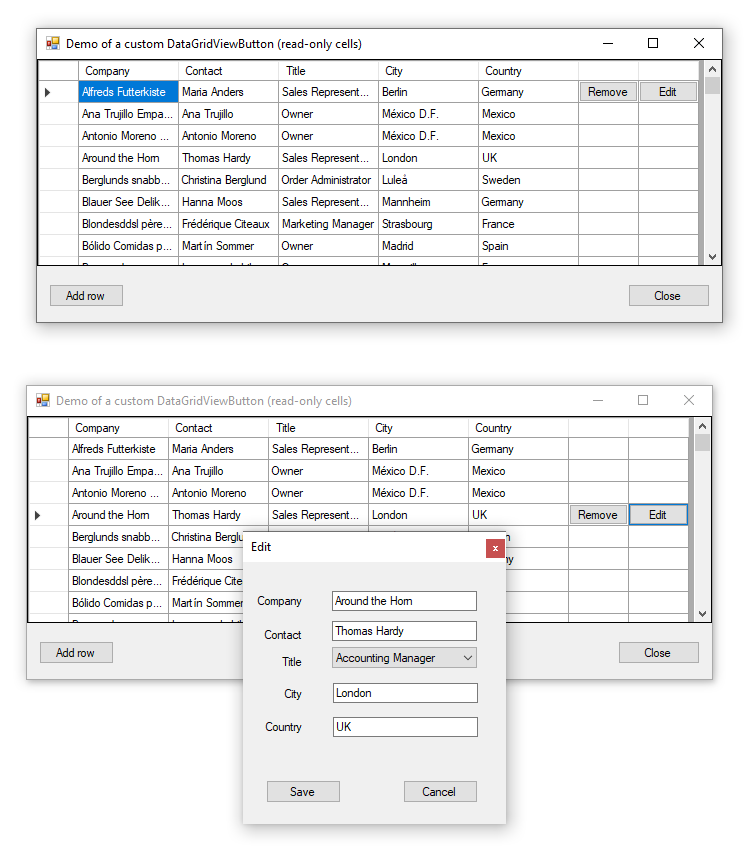 Demo of a custom DataGridViewButton (read-only cells)
Company Contact Title City Country
Alfreds Futterkiste Maria Anders Sales Represent... Berlin Germany Remove Edit
Ana Trujillo Empa... Ana Trujillo Owner México D.F. Mexico
Antonio Moreno ... Antonio Moreno Owner México D.F. Mexico
Around the Horn Thomas Hardy Sales Represent... London UK
Berglunds snabb... Christina Berglund Order Administrator Luleå Sweden
Blauer See Delik... Hanna Moos Sales Represent... Mannheim Germany
Blondesddsl père... Frédérique Citeaux Marketing Manager Strasbourg France
Bólido Comidas p... Martín Sommer Owner Madrid Spain
Add row Close
Demo of a custom DataGridViewButton (read-only cells)
Company Contact Title City Country
Alfreds Futterkiste Maria Anders Sales Represent... Berlin Germany
Ana Trujillo Empa... Ana Trujillo Owner México D.F. Mexico
Antonio Moreno ... Antonio Moreno Owner México D.F. Mexico
Around the Horn Thomas Hardy Sales Represent... London UK Remove Edit
Berglunds snabb... Christina Berglu
Blauer See Delik... Hanna Moos
Blondesddsl père... Frédérique Cite
Bólido Comidas p... Martín Sommer
Add row Close
Edit x
Company Around the Horn
Contact Thomas Hardy
Title Accounting Manager
City London
Country UK
Save Cancel